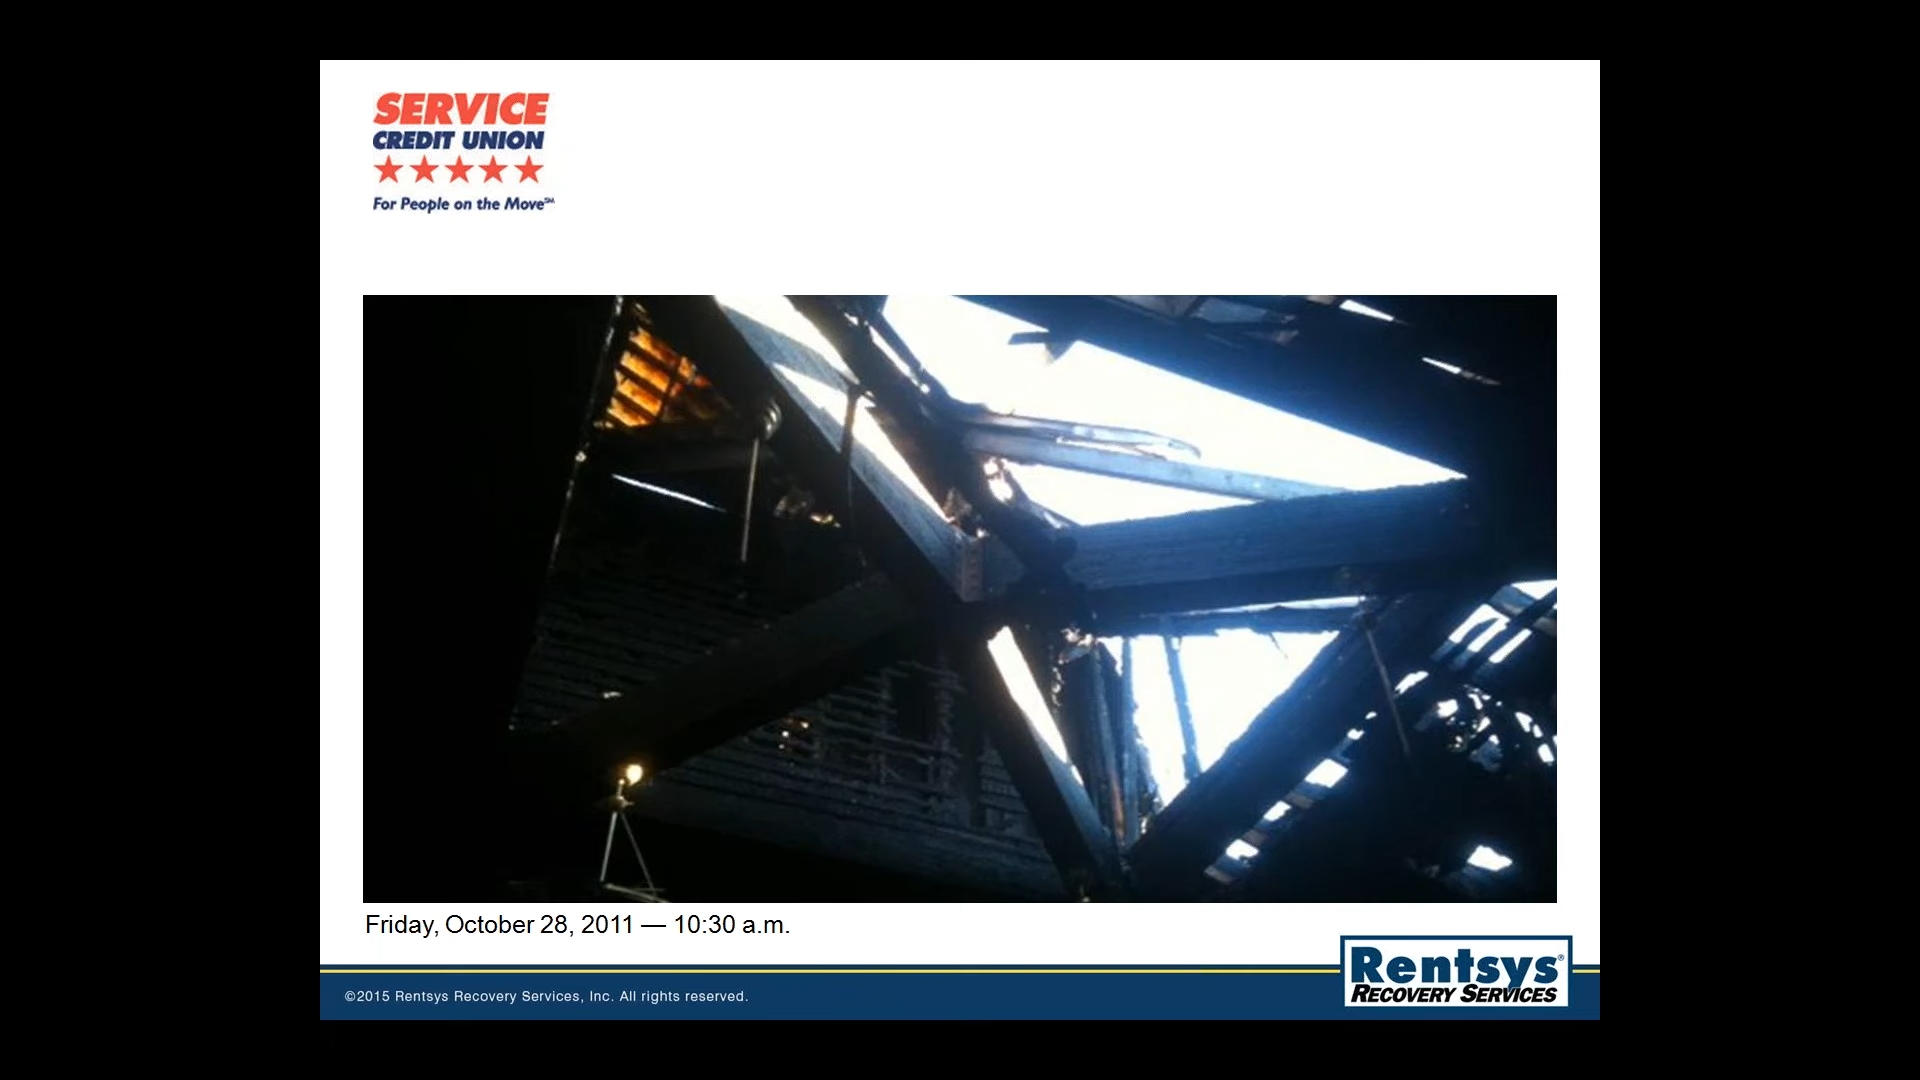 SERVICE
CREDIT UNION
For People on the Move℠
Friday, October 28, 2011 — 10:30 a.m.
©2015 Rentsys Recovery Services, Inc. All rights reserved.
Rentsys®
RECOVERY SERVICES